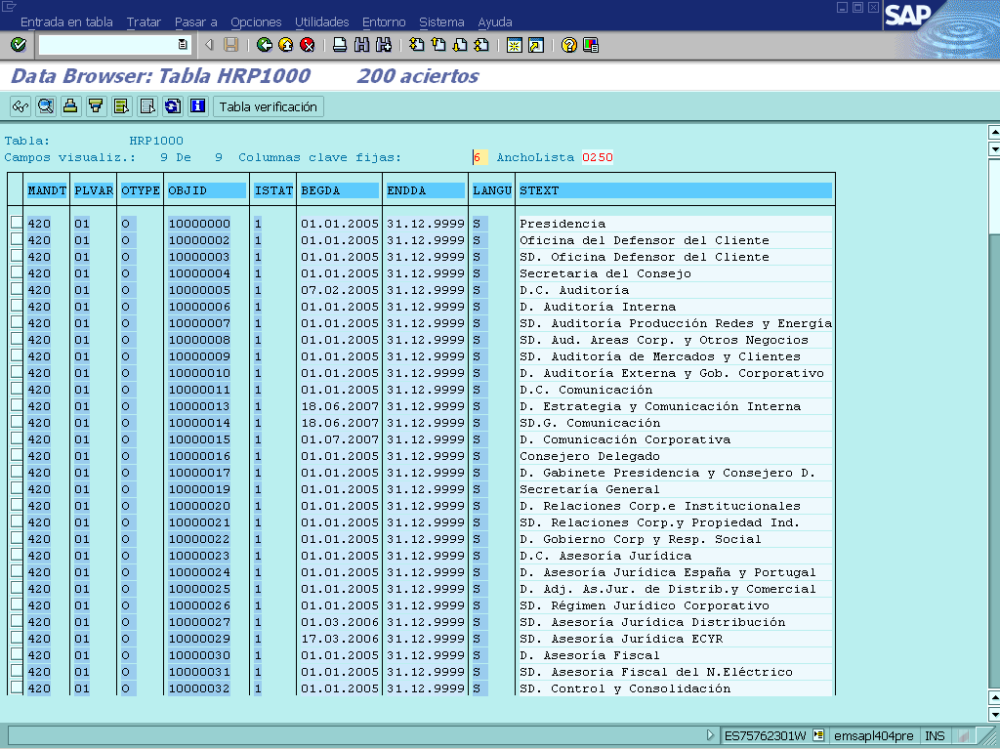 Entrada en tabla Tratar Pasar a Opciones Utilidades Entorno Sistema Ayuda
SAP
Data Browser: Tabla HRP1000 200 aciertos
Tabla verificación
Tabla: HRP1000
Campos visualiz.: 9 De 9 Columnas clave fijas: 6 AnchoLista 0250
MANDT PLVAR OTYPE OBJID ISTAT BEGDA ENDDA LANGU STEXT
420 01 O 10000000 1 01.01.2005 31.12.9999 S Presidencia
420 01 O 10000002 1 01.01.2005 31.12.9999 S Oficina del Defensor del Cliente
420 01 O 10000003 1 01.01.2005 31.12.9999 S SD. Oficina Defensor del Cliente
420 01 O 10000004 1 01.01.2005 31.12.9999 S Secretaria del Consejo
420 01 O 10000005 1 07.02.2005 31.12.9999 S D.C. Auditoría
420 01 O 10000006 1 01.01.2005 31.12.9999 S D. Auditoría Interna
420 01 O 10000007 1 01.01.2005 31.12.9999 S SD. Auditoría Producción Redes y Energía
420 01 O 10000008 1 01.01.2005 31.12.9999 S SD. Aud. Areas Corp. y Otros Negocios
420 01 O 10000009 1 01.01.2005 31.12.9999 S SD. Auditoría de Mercados y Clientes
420 01 O 10000010 1 01.01.2005 31.12.9999 S D. Auditoría Externa y Gob. Corporativo
420 01 O 10000011 1 01.01.2005 31.12.9999 S D.C. Comunicación
420 01 O 10000013 1 18.06.2007 31.12.9999 S D. Estrategia y Comunicación Interna
420 01 O 10000014 1 18.06.2007 31.12.9999 S SD.G. Comunicación
420 01 O 10000015 1 01.07.2007 31.12.9999 S D. Comunicación Corporativa
420 01 O 10000016 1 01.01.2005 31.12.9999 S Consejero Delegado
420 01 O 10000017 1 01.01.2005 31.12.9999 S D. Gabinete Presidencia y Consejero D.
420 01 O 10000019 1 01.01.2005 31.12.9999 S Secretaría General
420 01 O 10000020 1 01.01.2005 31.12.9999 S D. Relaciones Corp.e Institucionales
420 01 O 10000021 1 01.01.2005 31.12.9999 S SD. Relaciones Corp.y Propiedad Ind.
420 01 O 10000022 1 01.01.2005 31.12.9999 S D. Gobierno Corp y Resp. Social
420 01 O 10000023 1 01.01.2005 31.12.9999 S D.C. Asesoría Jurídica
420 01 O 10000024 1 01.01.2005 31.12.9999 S D. Asesoría Jurídica España y Portugal
420 01 O 10000025 1 01.01.2005 31.12.9999 S D. Adj. As.Jur. de Distrib.y Comercial
420 01 O 10000026 1 01.01.2005 31.12.9999 S SD. Régimen Jurídico Corporativo
420 01 O 10000027 1 01.03.2006 31.12.9999 S SD. Asesoría Jurídica Distribución
420 01 O 10000029 1 17.03.2006 31.12.9999 S SD. Asesoría Jurídica ECYR
420 01 O 10000030 1 01.01.2005 31.12.9999 S D. Asesoría Fiscal
420 01 O 10000031 1 01.01.2005 31.12.9999 S SD. Asesoria Fiscal del N.Eléctrico
420 01 O 10000032 1 01.01.2005 31.12.9999 S SD. Control y Consolidación
ES75762301W emsapl404pre INS